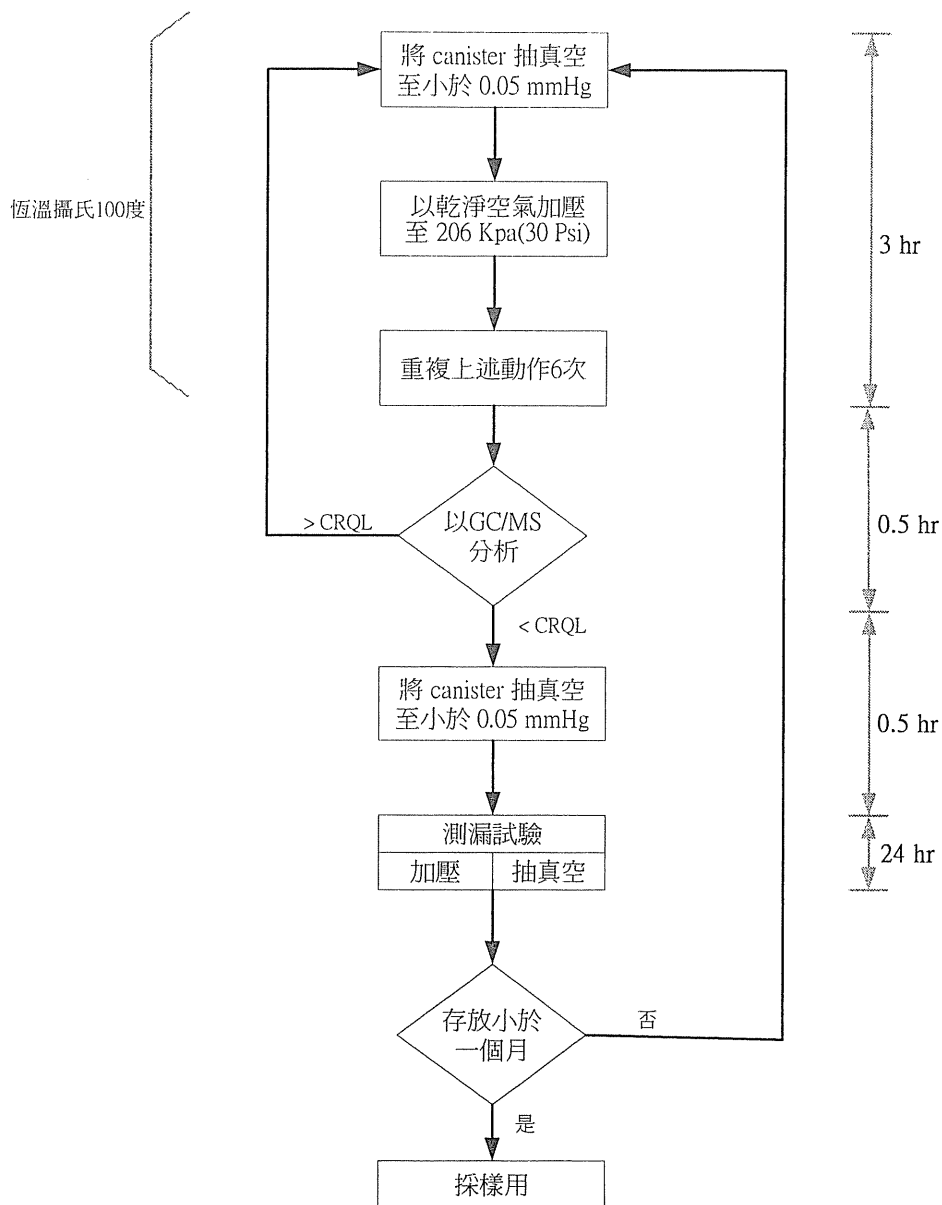 將 canister 抽真空
至小於 0.05 mmHg
以乾淨空氣加壓
至 206 Kpa(30 Psi)
恆溫攝氏100度
3 hr
重複上述動作6次
> CRQL
以GC/MS
分析
0.5 hr
< CRQL
將 canister 抽真空
至小於 0.05 mmHg
0.5 hr
測漏試驗
加壓
抽真空
24 hr
存放小於
一個月
否
是
採樣用